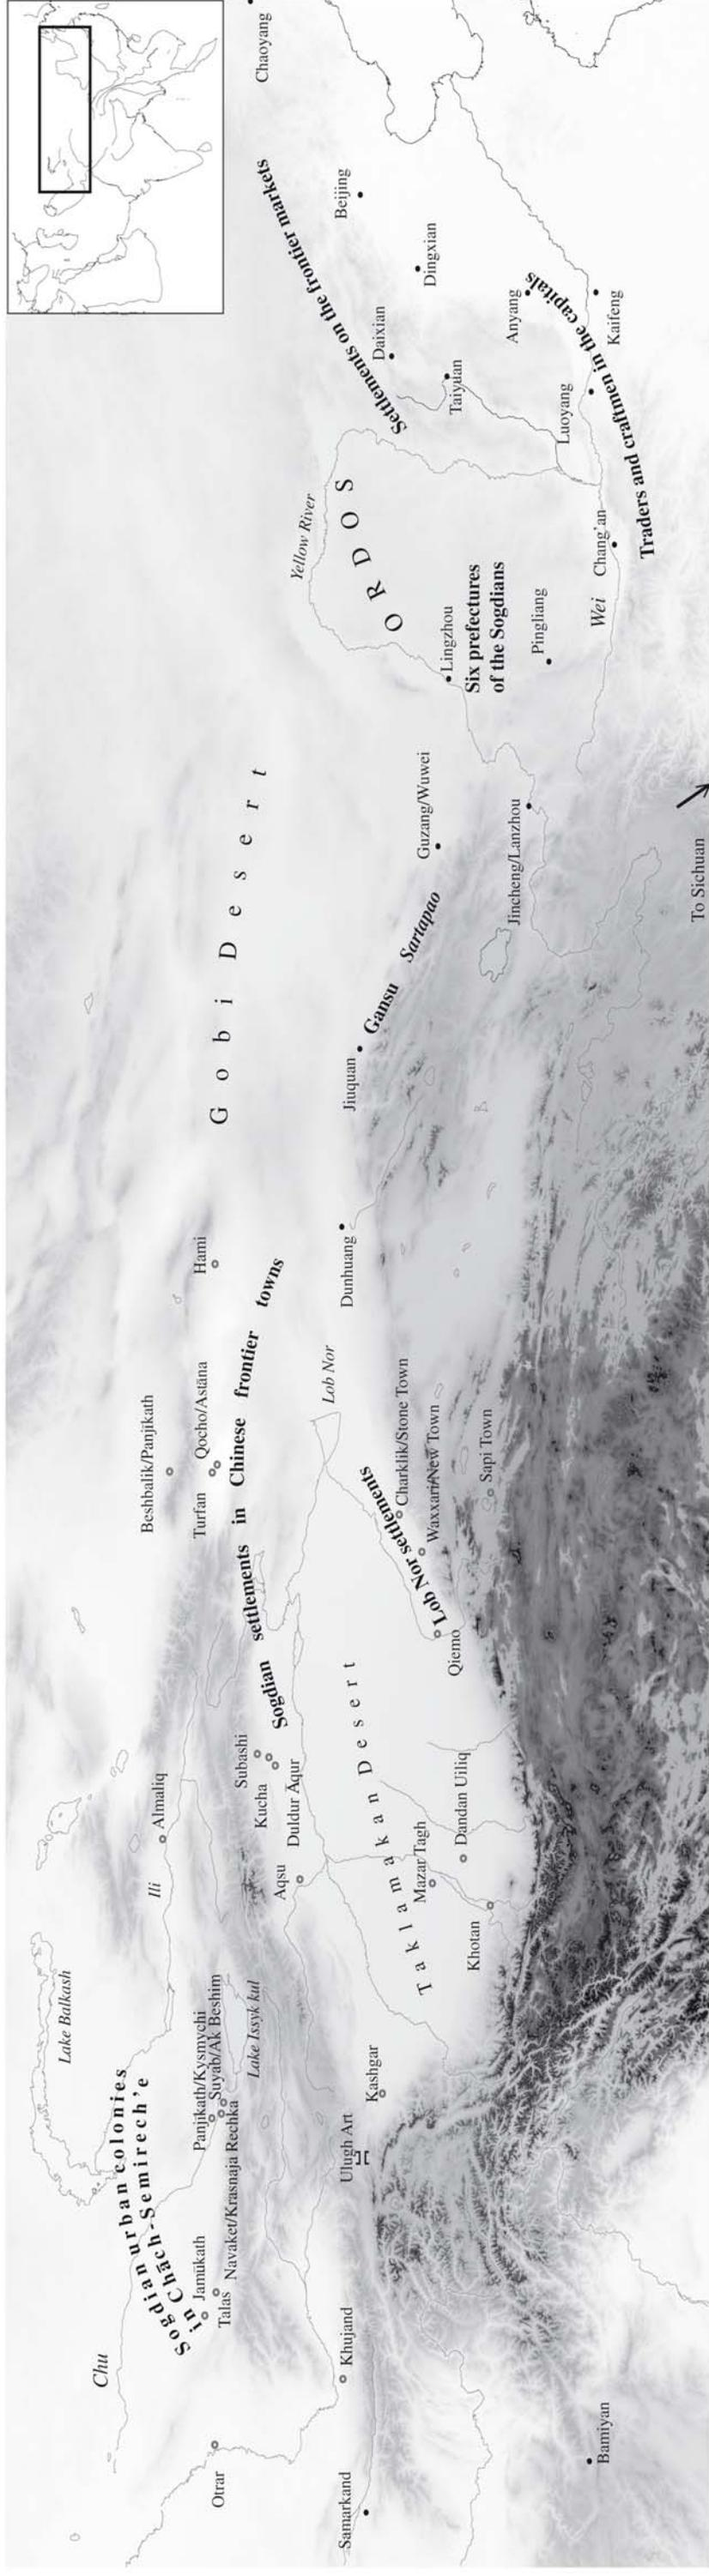 Chaoyang
Settlements on the frontier markets
Beijing
Dingxian
Daixian
Taiyuan
Anyang
Kaifeng
Luoyang
Traders and craftmen in the capitals
Yellow River
ORDOS
Lingzhou
Six prefectures
of the Sogdians
Pingliang
Wei
Chang'an
Gobi Desert
Guzang/Wuwei
Jincheng/Lanzhou
To Sichuan
Gansu Sartapao
Jiuquan
Hami
Dunhuang
Beshbalik/Panjikath
Turfan
Qocho/Astāna
Sogdian settlements in Chinese frontier towns
Lob Nor
Lob Nor settlements
Charklik/Stone Town
Waxxari/New Town
Sapi Town
Qiemo
Subashi
Kucha
Duldur Āqur
Aqsu
Almaliq
Ili
Taklamakan Desert
Mazar Tagh
Dandan Uiliq
Khotan
Kashgar
Ulugh Art
Lake Balkash
Lake Issyk kul
Sogdian urban colonies
in Chāch-Semirech'e
Panjikath/Kysmychi
Suyab/Ak Beshim
Navaket/Krasnaja Rechka
Jamūkath
Talas
Chu
Khujand
Otrar
Samarkand
Bamiyan